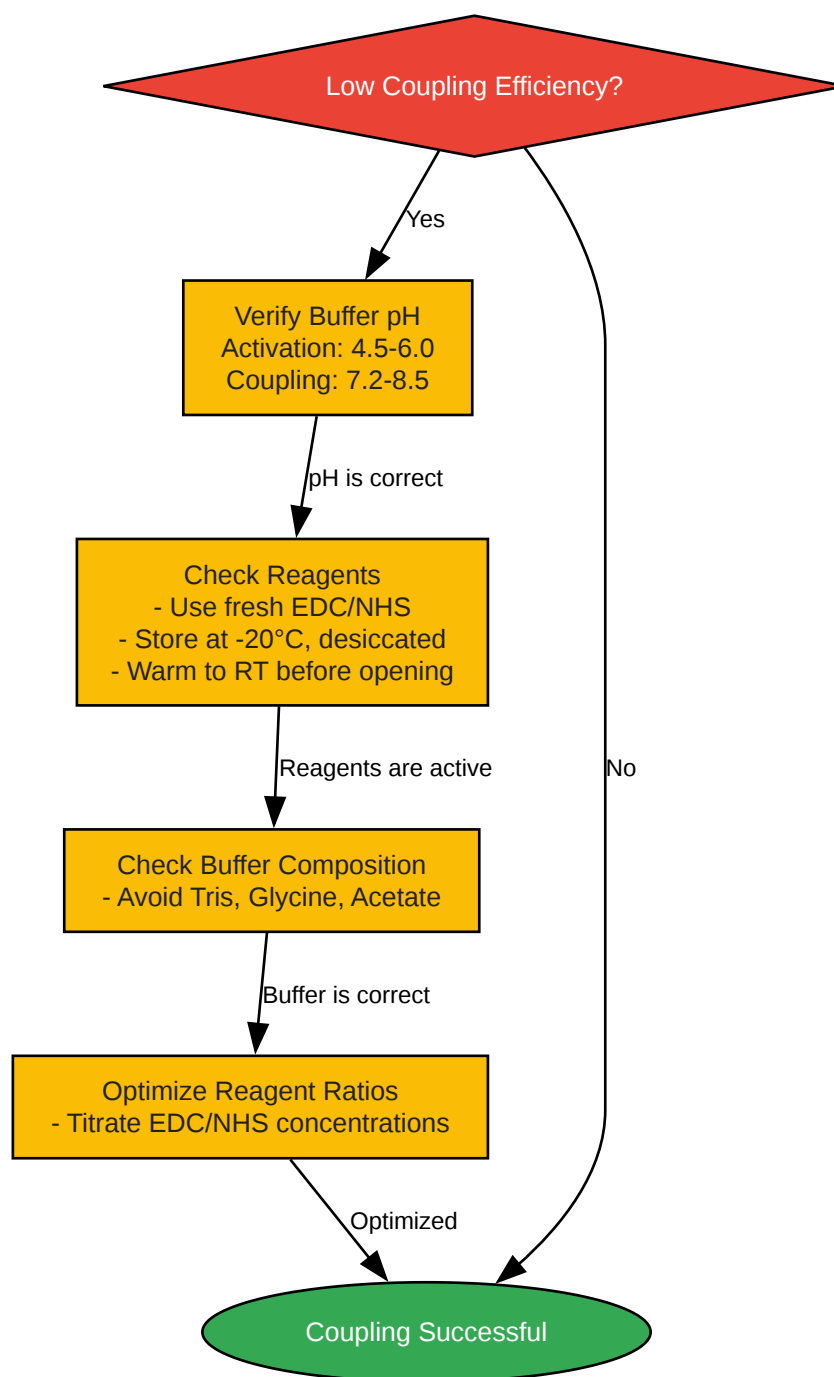 Low Coupling Efficiency?
Yes
Verify Buffer pH
Activation: 4.5-6.0
Coupling: 7.2-8.5
pH is correct
Check Reagents
- Use fresh EDC/NHS
- Store at -20°C, desiccated
- Warm to RT before opening
Reagents are active
No
Check Buffer Composition
- Avoid Tris, Glycine, Acetate
Buffer is correct
Optimize Reagent Ratios
- Titrate EDC/NHS concentrations
Optimized
Coupling Successful